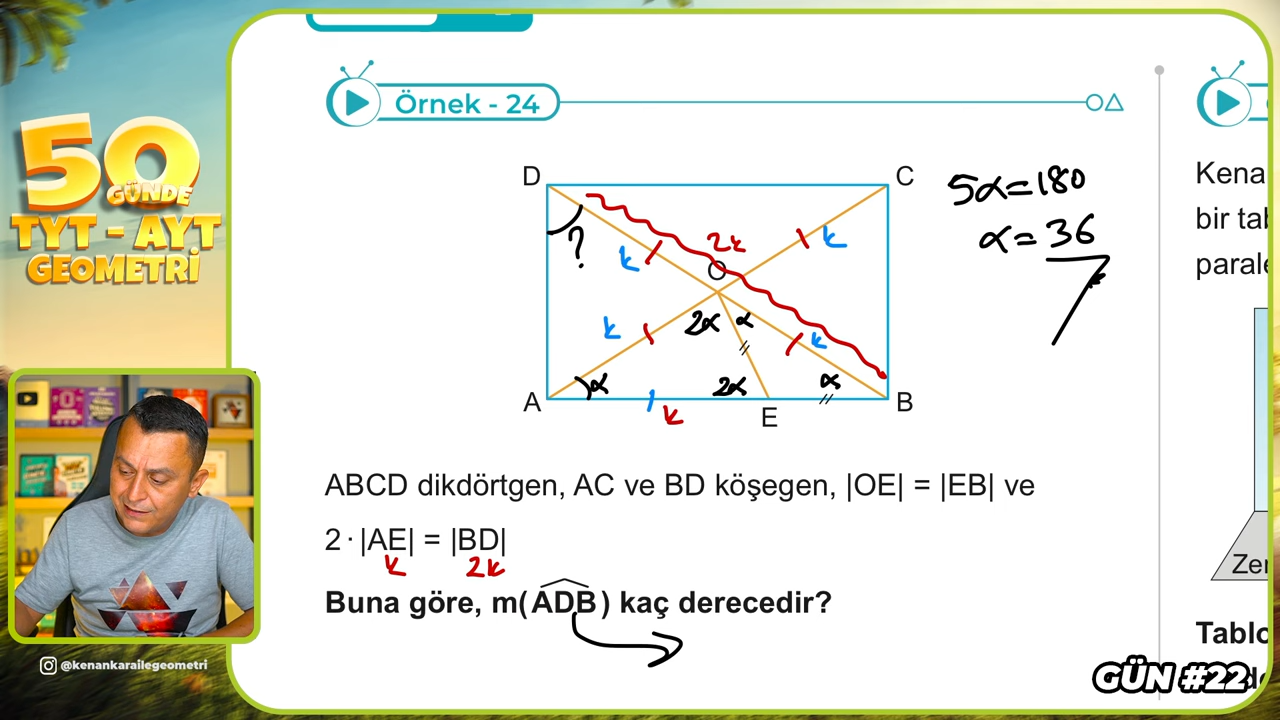 50
GÜNDE
TYT - AYT
GEOMETRİ
Örnek - 24
D
C
A
B
O
E
?
k
k
2k
k
k
2α
α
α
2α
α
k
5α=180
α=36
ABCD dikdörtgen, AC ve BD köşegen, |OE| = |EB| ve
2·|AE| = |BD|
k 2k
Buna göre, m(ADB) kaç derecedir?
Kena
bir tab
parale
Zer
Tablo
@kenankarailegeometri
GÜN #22